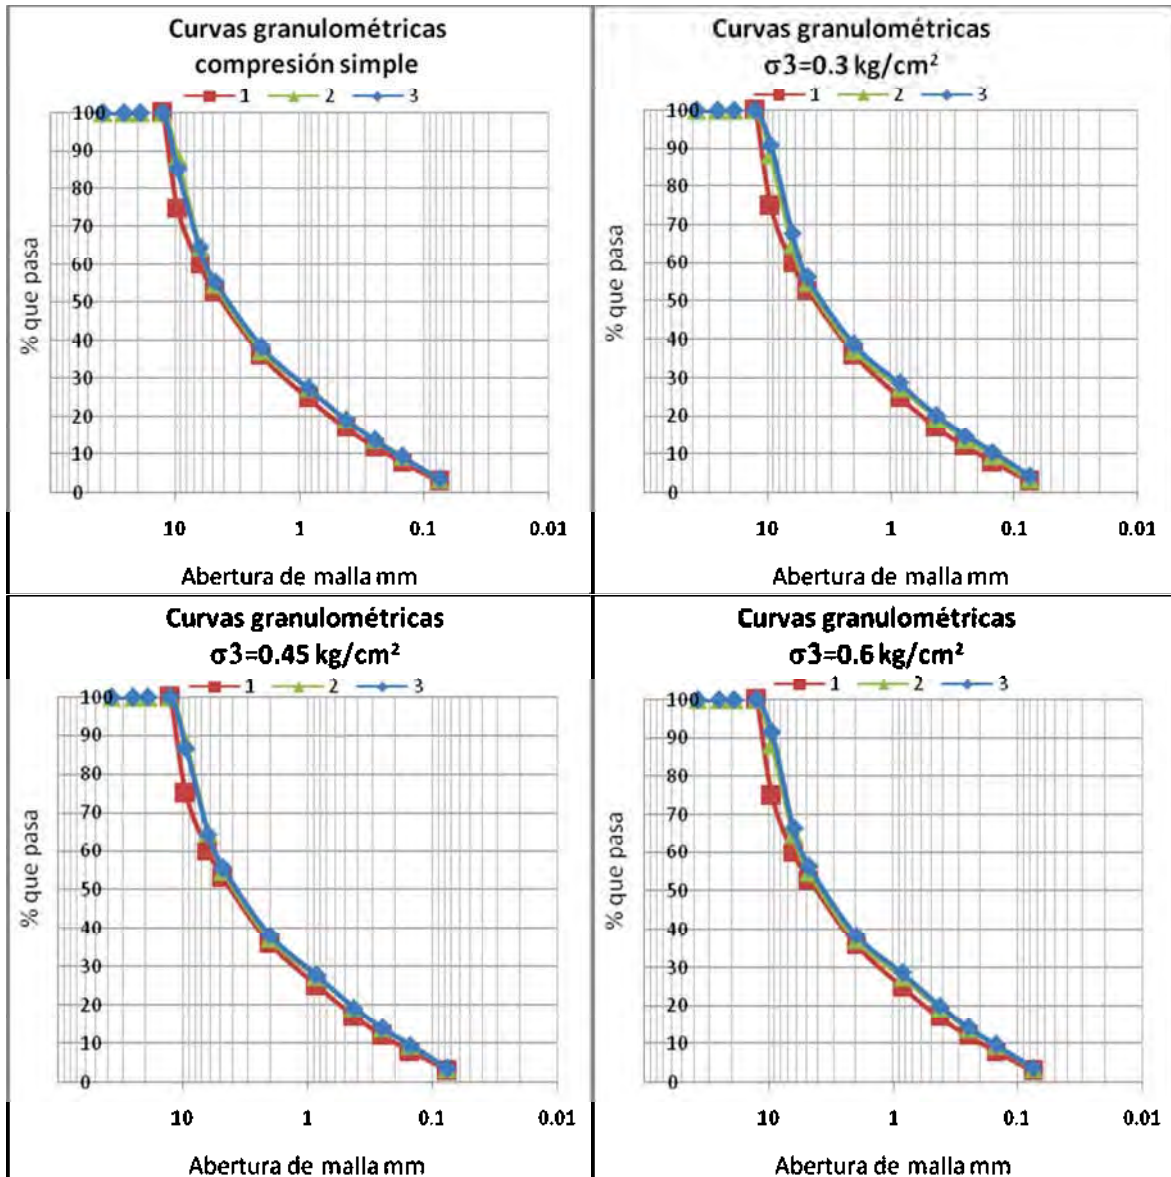 Curvas granulométricas
compresión simple
1 2 3
100
90
80
70
60
50
40
30
20
10
0
% que pasa
10 1 0.1 0.01
Abertura de malla mm
Curvas granulométricas
σ3=0.3 kg/cm²
1 2 3
100
90
80
70
60
50
40
30
20
10
0
% que pasa
10 1 0.1 0.01
Abertura de malla mm
Curvas granulométricas
σ3=0.45 kg/cm²
1 2 3
100
90
80
70
60
50
40
30
20
10
0
% que pasa
10 1 0.1 0.01
Abertura de malla mm
Curvas granulométricas
σ3=0.6 kg/cm²
1 2 3
100
90
80
70
60
50
40
30
20
10
0
% que pasa
10 1 0.1 0.01
Abertura de malla mm